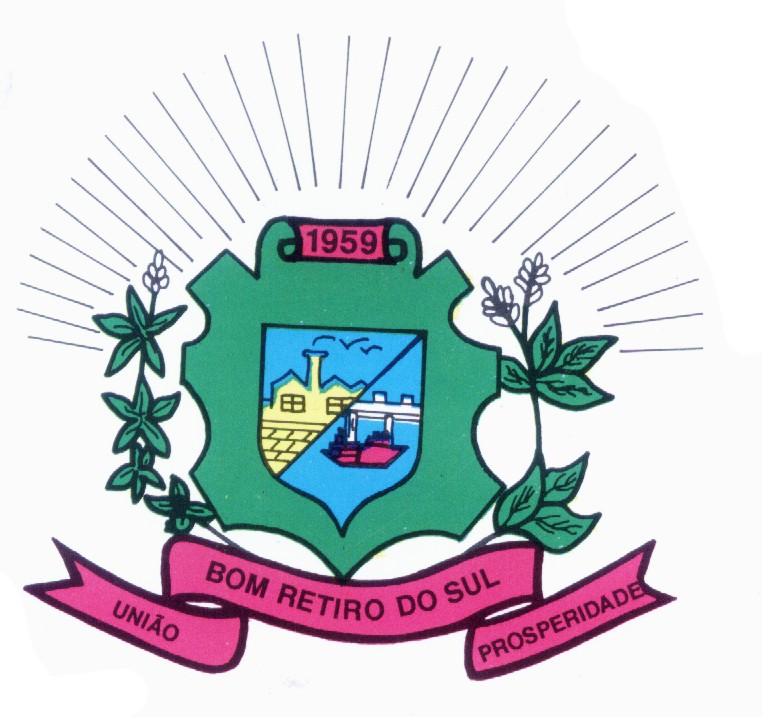 1959
BOM RETIRO DO SUL
UNIÃO
PROSPERIDADE